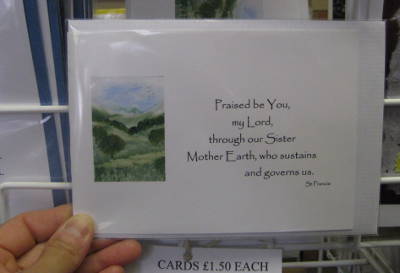 Praised be You,
my Lord,
through our Sister
Mother Earth, who sustains
and governs us.
St Francis
CARDS £1.50 EACH